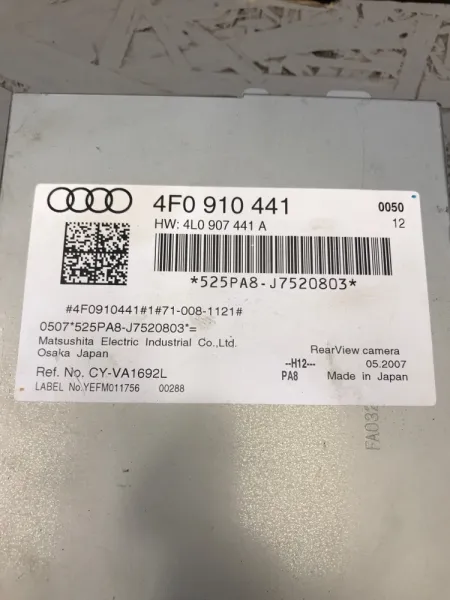 4F0 910 441
0050
HW: 4L0 907 441 A
12
*525PA8-J7520803*
#4F0910441#1#71-008-1121#
0507*525PA8-J7520803*=
Matsushita Electric Industrial Co.,Ltd.
Osaka Japan
RearView camera
--H12---
05.2007
Ref. No. CY-VA1692L
PA8
Made in Japan
LABEL No.YEFM011756
00288
FA032